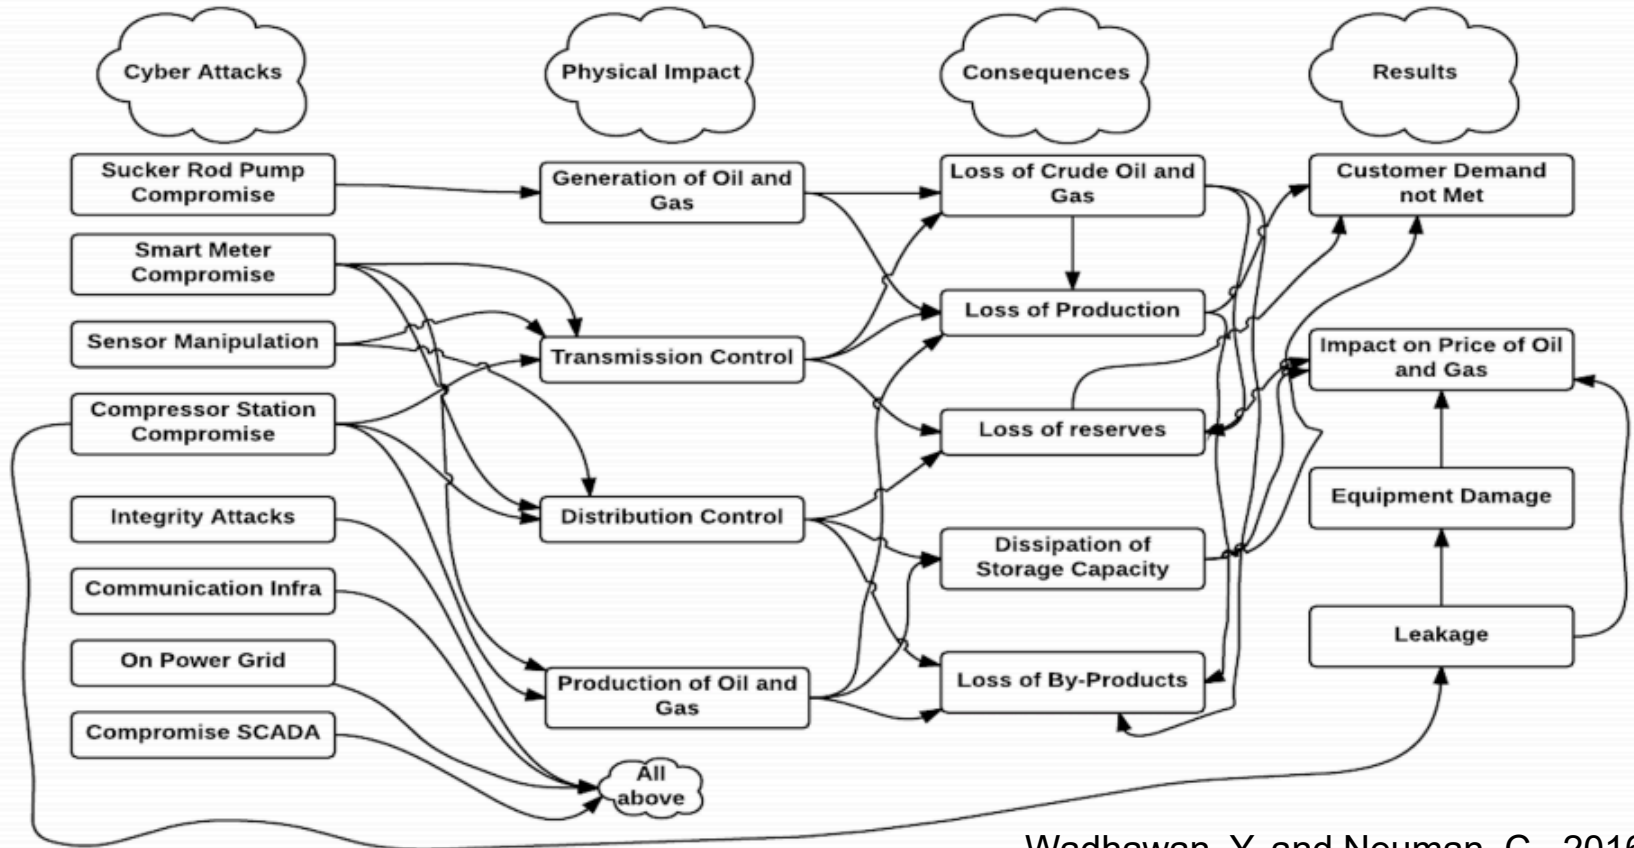 Cyber Attacks
Physical Impact
Consequences
Results
Sucker Rod Pump
Compromise
Smart Meter
Compromise
Sensor Manipulation
Compressor Station
Compromise
Integrity Attacks
Communication Infra
On Power Grid
Compromise SCADA
Generation of Oil and
Gas
Transmission Control
Distribution Control
Production of Oil and
Gas
All
above
Loss of Crude Oil and
Gas
Loss of Production
Loss of reserves
Dissipation of
Storage Capacity
Loss of By-Products
Customer Demand
not Met
Impact on Price of Oil
and Gas
Equipment Damage
Leakage
Wadhawan, Y. and Neuman, C., 2016